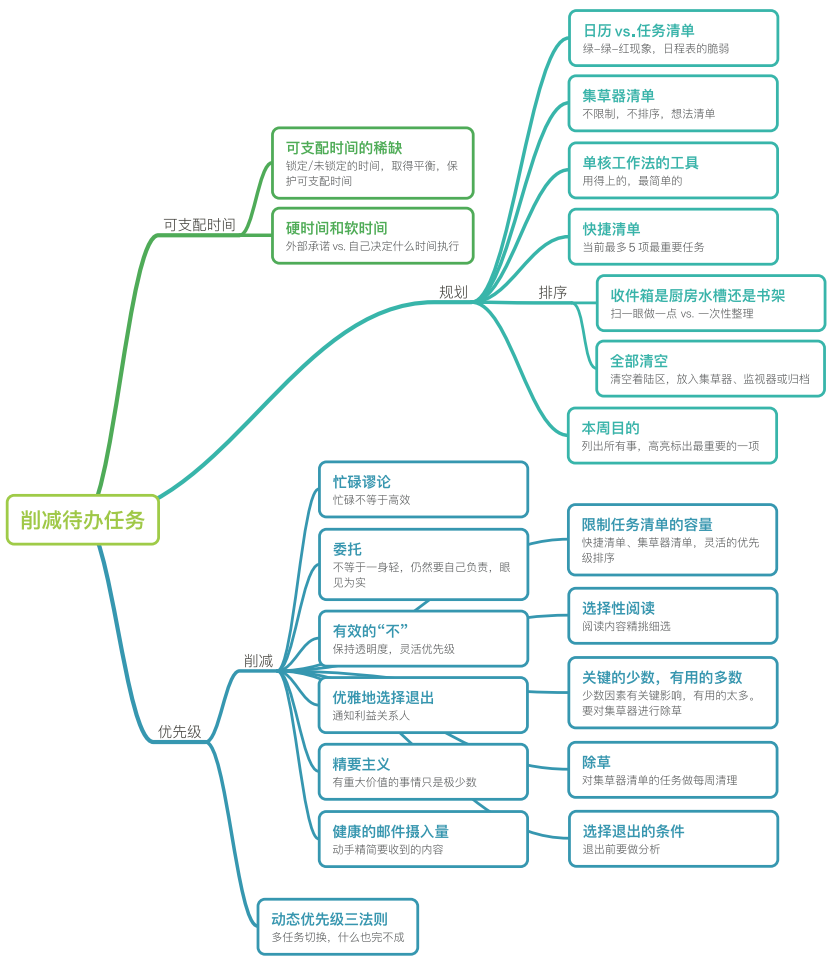 削减待办任务
可支配时间
可支配时间的稀缺
锁定/未锁定的时间，取得平衡，保
护可支配时间
硬时间和软时间
外部承诺 vs. 自己决定什么时间执行
规划
日历 vs.任务清单
绿-绿-红现象，日程表的脆弱
集草器清单
不限制，不排序，想法清单
单核工作法的工具
用得上的，最简单的
快捷清单
当前最多 5 项最重要任务
排序
收件箱是厨房水槽还是书架
扫一眼做一点 vs. 一次性整理
全部清空
清空着陆区，放入集草器、监视器或归档
本周目的
列出所有事，高亮标出最重要的一项
优先级
削减
忙碌谬论
忙碌不等于高效
委托
不等于一身轻，仍然要自己负责，眼
见为实
有效的“不”
保持透明度，灵活优先级
优雅地选择退出
通知利益关系人
精要主义
有重大价值的事情只是极少数
健康的邮件摄入量
动手精简要收到的内容
限制任务清单的容量
快捷清单、集草器清单，灵活的优先
级排序
选择性阅读
阅读内容精挑细选
关键的少数，有用的多数
少数因素有关键影响，有用的太多。
要对集草器进行除草
除草
对集草器清单的任务做每周清理
选择退出的条件
退出前要做分析
动态优先级三法则
多任务切换，什么也完不成